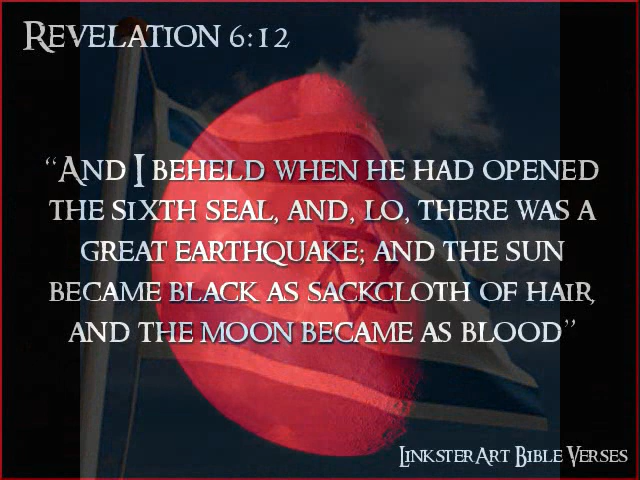 Revelation 6:12
"And I beheld when he had opened
the sixth seal, and, lo, there was a
great earthquake; and the sun
became black as sackcloth of hair,
and the moon became as blood"
LinksterArt Bible Verses